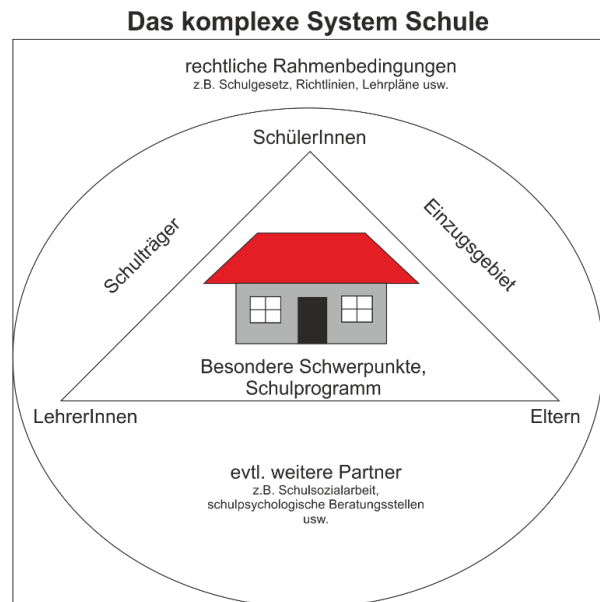 Das komplexe System Schule
rechtliche Rahmenbedingungen
z.B. Schulgesetz, Richtlinien, Lehrpläne usw.
SchülerInnen
Schulträger
Einzugsgebiet
Besondere Schwerpunkte,
Schulprogramm
LehrerInnen
Eltern
evtl. weitere Partner
z.B. Schulsozialarbeit,
schulpsychologische Beratungsstellen
usw.